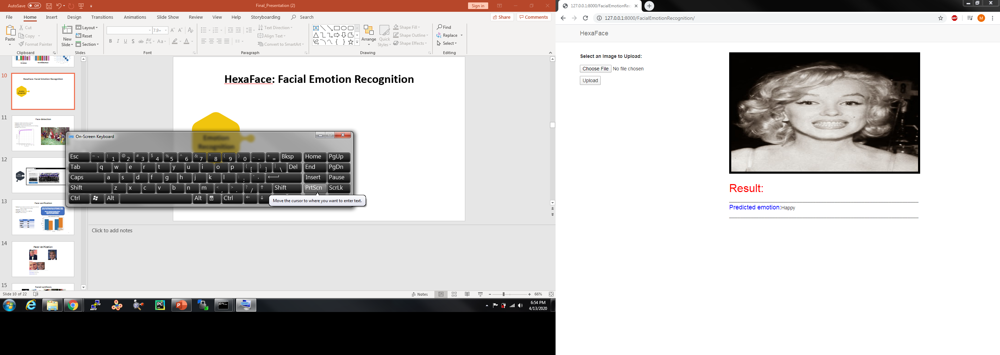 AutoSave Off
Final_Presentation (2)
Sign in
File Home Insert Design Transitions Animations Slide Show Review View Help Storyboarding Search
Share Comments
Paste
Cut
Copy
Format Painter
Clipboard
New Slide
Layout
Reset
Section
Slides
7.9+
B I U S ab AV Aa A
Font
Text Direction
Align Text
Convert to SmartArt
Paragraph
Arrange
Quick Styles
Shape Fill
Shape Outline
Shape Effects
Drawing
Find
Replace
Select
Editing
10
HexaFace: Facial Emotion Recognition
Emotion Recognition
11
Face detection
12
13
Face verification
14
Face Verification
15
Facial synthesis
HexaFace: Facial Emotion Recognition
Emotion
Recognition
On-Screen Keyboard
Esc ~ ` ! 1 @ 2 # 3 $ 4 % 5 ^ 6 & 7 * 8 ( 9 ) 0 _ - + = Bksp Home PgUp
Tab q w e r t y u i o p { [ } ] | \ Del End PgDn
Caps a s d f g h j k l : ; " ' Insert Pause
Shift z x c v b n m < , > . ? / ↑ Shift PrtScn ScrLk
Ctrl Alt Alt Ctrl ← ↓
Move the cursor to where you want to enter text.
Click to add notes
Slide 10 of 22
Notes
66%
PC
6:54 PM
4/13/2020
127.0.0.1:8000/FacialEmotionRec
127.0.0.1:8000/FacialEmotionRecognition/
ABP
M
HexaFace
Select an Image to Upload:
Choose File No file chosen
Upload
Result:
Predicted emotion:Happy